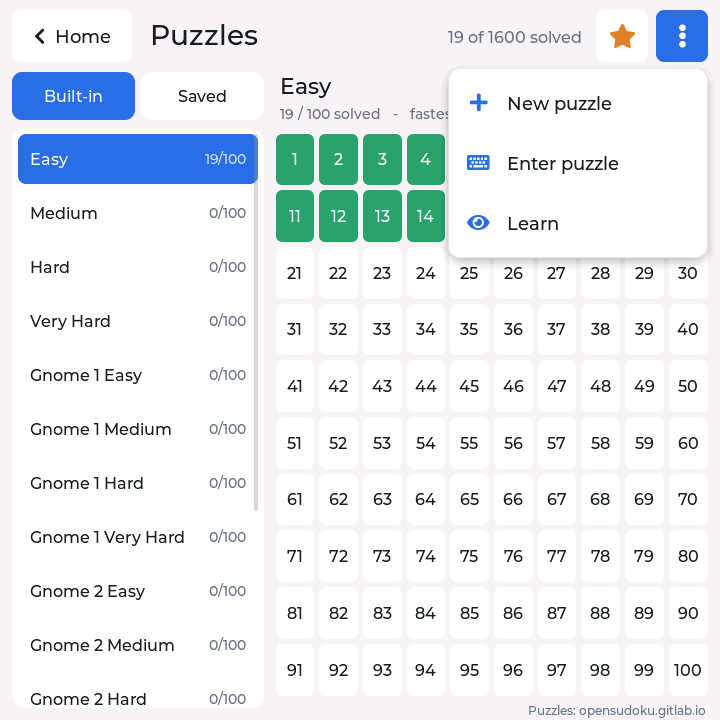 Home
Puzzles
19 of 1600 solved
Built-in
Saved
Easy 19/100
Medium 0/100
Hard 0/100
Very Hard 0/100
Gnome 1 Easy 0/100
Gnome 1 Medium 0/100
Gnome 1 Hard 0/100
Gnome 1 Very Hard 0/100
Gnome 2 Easy 0/100
Gnome 2 Medium 0/100
Gnome 2 Hard 0/100
Easy
19 / 100 solved - fastes
New puzzle
Enter puzzle
Learn
1 2 3 4
11 12 13 14
21 22 23 24 25 26 27 28 29 30
31 32 33 34 35 36 37 38 39 40
41 42 43 44 45 46 47 48 49 50
51 52 53 54 55 56 57 58 59 60
61 62 63 64 65 66 67 68 69 70
71 72 73 74 75 76 77 78 79 80
81 82 83 84 85 86 87 88 89 90
91 92 93 94 95 96 97 98 99 100
Puzzles: opensudoku.gitlab.io